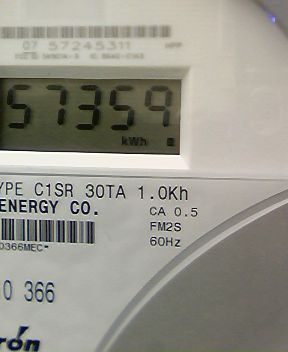 07 57245311
57359
kWh
YPE C1SR 30TA 1.0Kh
ENERGY CO.
CA 0.5
FM2S
60Hz
0366MEC*
0 366
rón